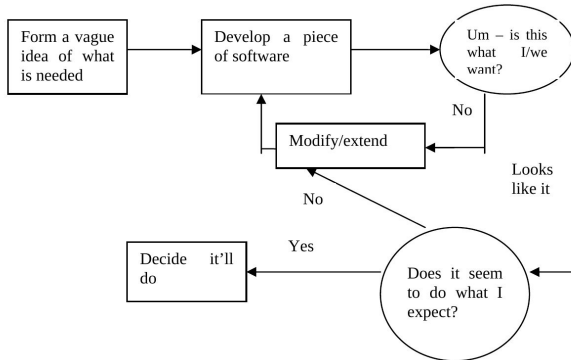 Form a vague
idea of what
is needed
Develop a piece
of software
Um – is this
what I/we
want?
No
Modify/extend
Looks
like it
No
Yes
Decide it'll
do
Does it seem
to do what I
expect?